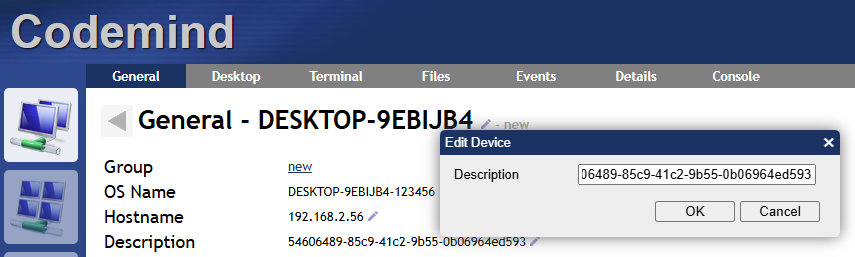 Codemind
General Desktop Terminal Files Events Details Console
General - DESKTOP-9EBIJB4 - new
Edit Device
Group new
Description 06489-85c9-41c2-9b55-0b06964ed593
OS Name DESKTOP-9EBIJB4-123456
OK Cancel
Hostname 192.168.2.56
Description 54606489-85c9-41c2-9b55-0b06964ed593